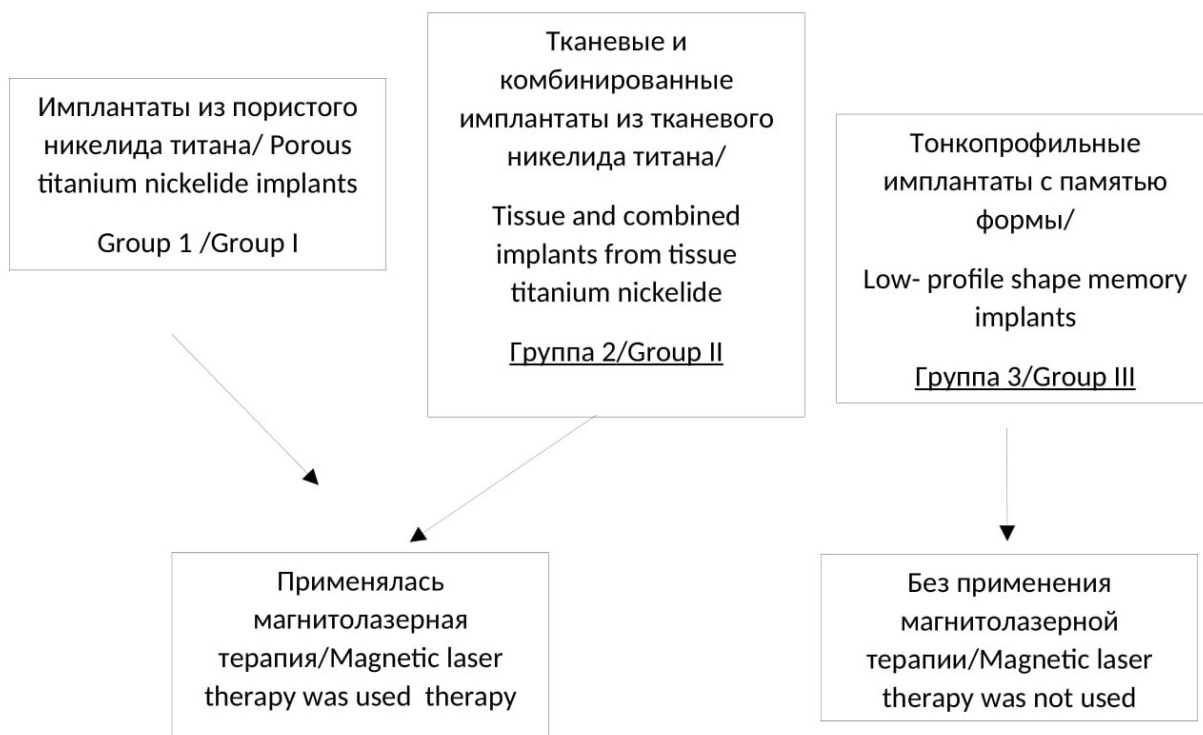 Имплантаты из пористого
никелида титана/ Porous
titanium nickelide implants
Group 1 /Group I
Тканевые и
комбинированные
имплантаты из тканевого
никелида титана/
Tissue and combined
implants from tissue
titanium nickelide
Группа 2/Group II
Тонкопрофильные
имплантаты с памятью
формы/
Low- profile shape memory
implants
Группа 3/Group III
Применялась
магнитолазерная
терапия/Magnetic laser
therapy was used  therapy
Без применения
магнитолазерной
терапии/Magnetic laser
therapy was not used